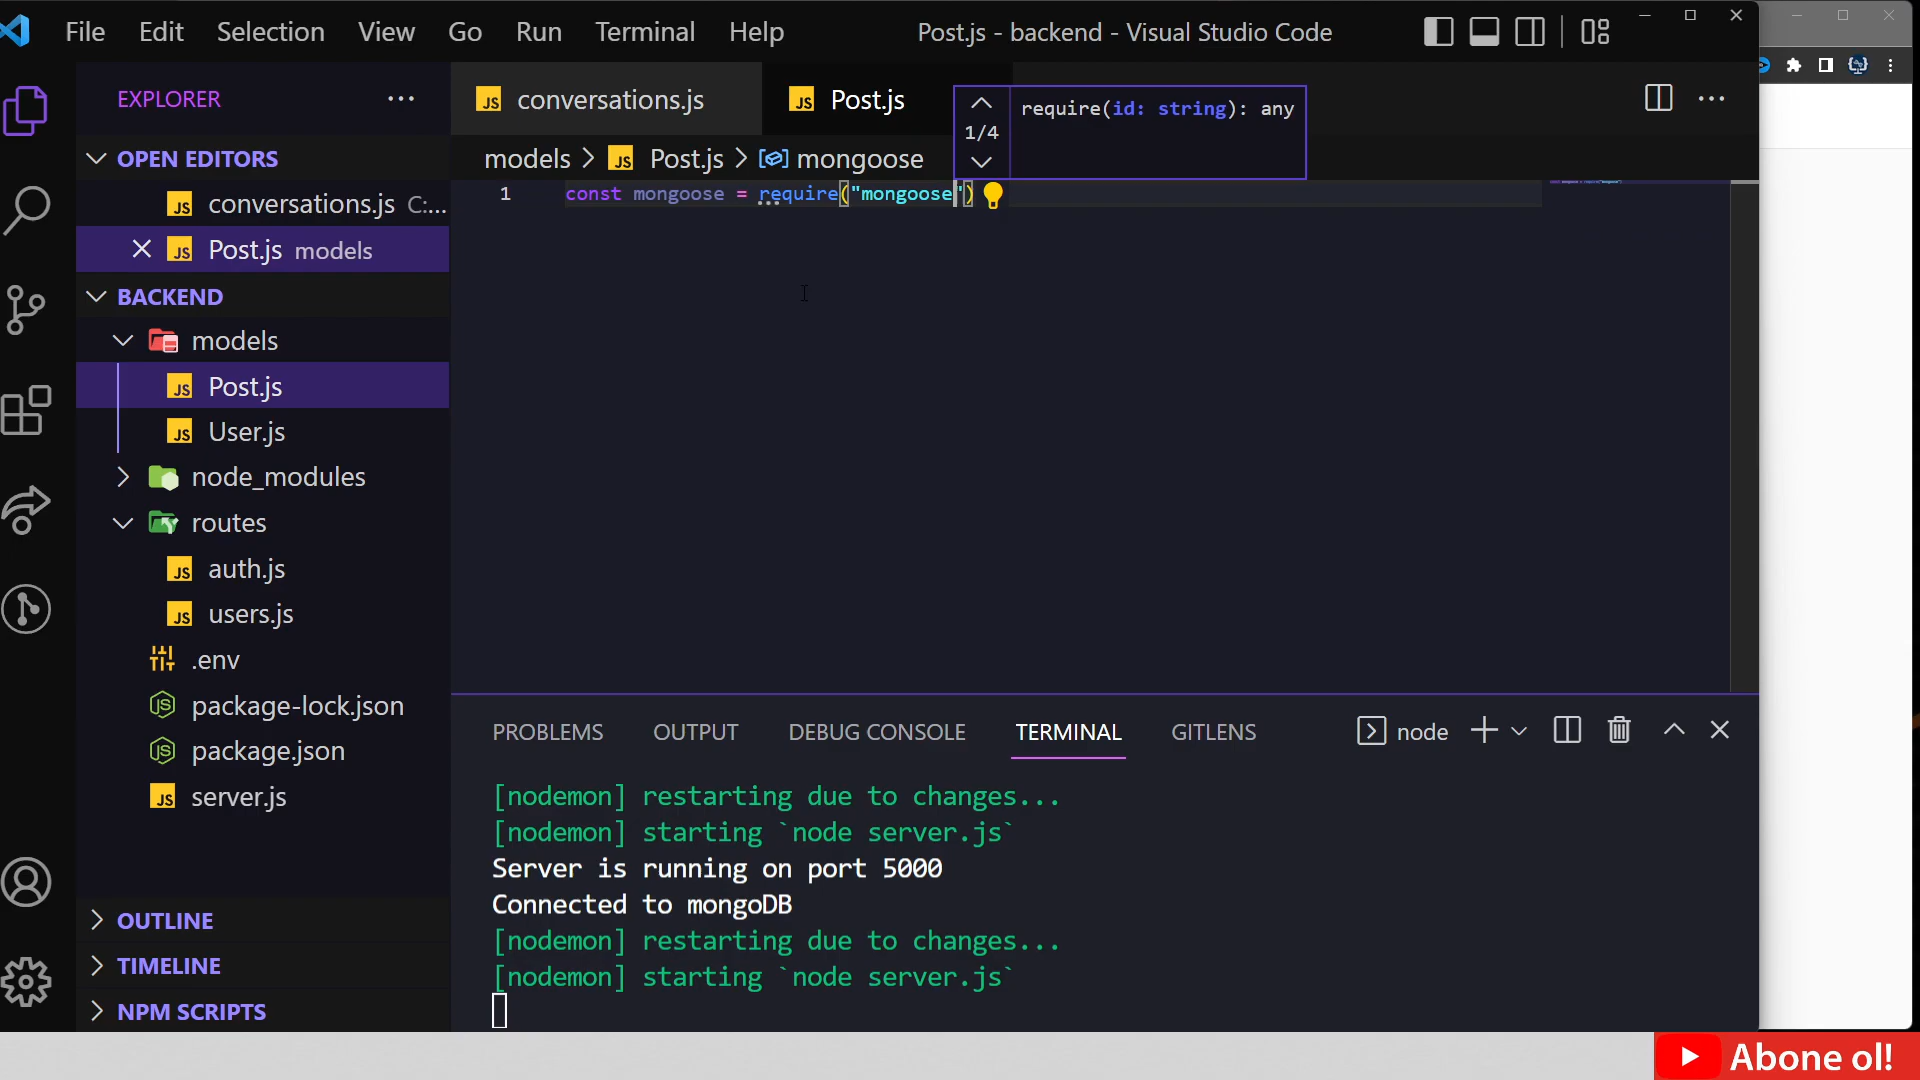 File Edit Selection View Go Run Terminal Help
Post.js - backend - Visual Studio Code
EXPLORER
OPEN EDITORS
conversations.js C:...
Post.js models
BACKEND
models
Post.js
User.js
node_modules
routes
auth.js
users.js
.env
package-lock.json
package.json
server.js
OUTLINE
TIMELINE
NPM SCRIPTS
conversations.js
Post.js
models > Post.js > mongoose
1/4
require(id: string): any
1 const mongoose = require("mongoose")
PROBLEMS OUTPUT DEBUG CONSOLE TERMINAL GITLENS
node
[nodemon] restarting due to changes...
[nodemon] starting `node server.js`
Server is running on port 5000
Connected to mongoDB
[nodemon] restarting due to changes...
[nodemon] starting `node server.js`
Abone ol!